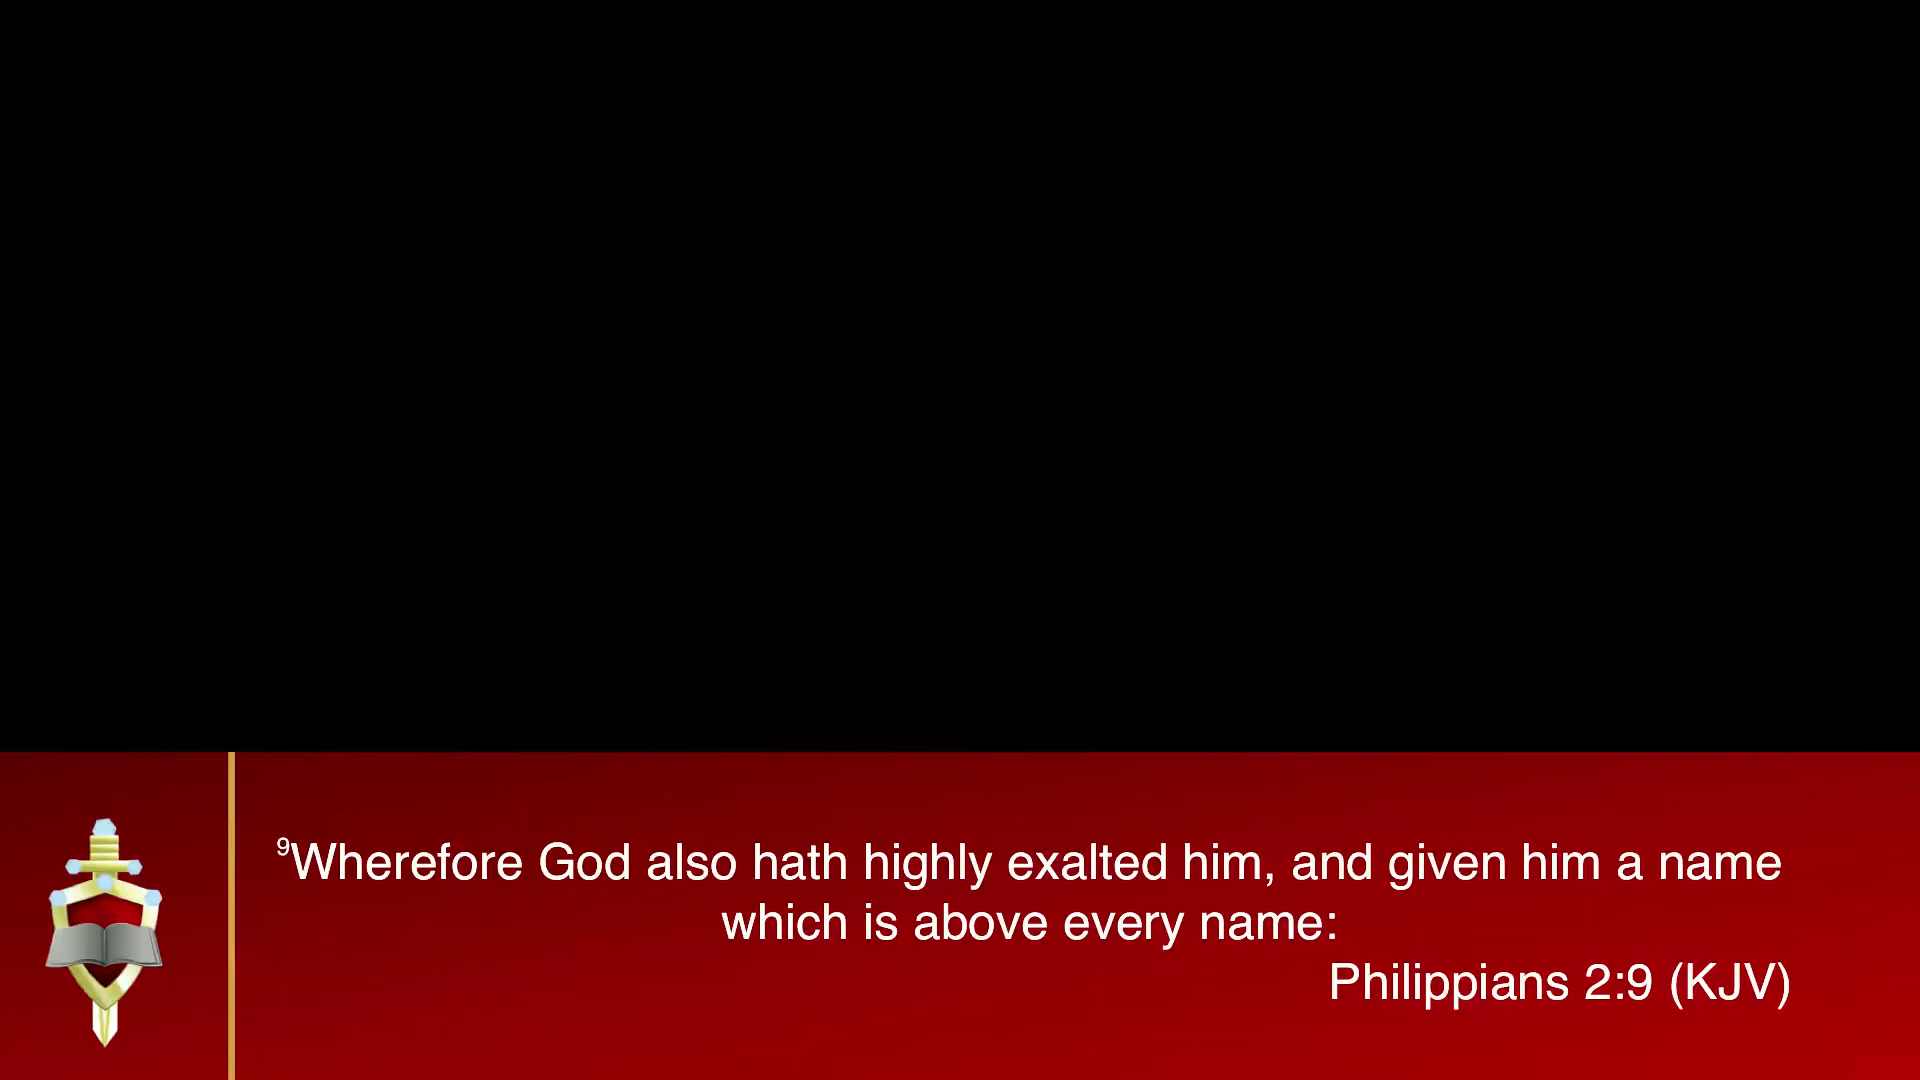 ⁹Wherefore God also hath highly exalted him, and given him a name
which is above every name:
Philippians 2:9 (KJV)